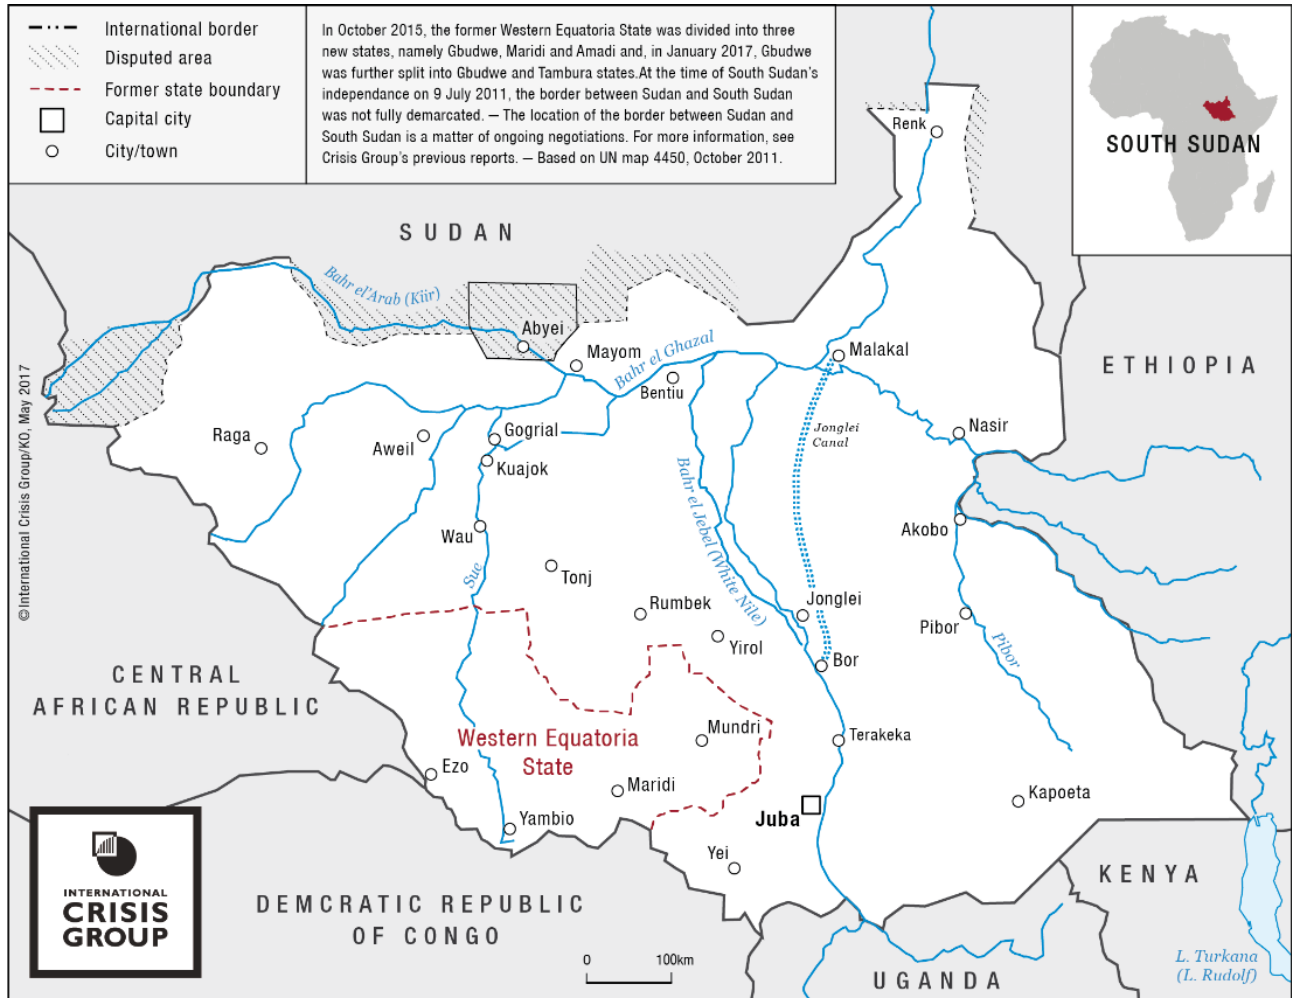 International border
Disputed area
Former state boundary
Capital city
City/town
In October 2015, the former Western Equatoria State was divided into three
new states, namely Gbudwe, Maridi and Amadi and, in January 2017, Gbudwe
was further split into Gbudwe and Tambura states.At the time of South Sudan's
independance on 9 July 2011, the border between Sudan and South Sudan
was not fully demarcated. — The location of the border between Sudan and
South Sudan is a matter of ongoing negotiations. For more information, see
Crisis Group's previous reports. — Based on UN map 4450, October 2011.
SOUTH SUDAN
Renk
SUDAN
Bahr el'Arab (Kiir)
Abyei
Mayom
Bahr el Ghazal
Bentiu
Malakal
ETHIOPIA
©International Crisis Group/KO, May 2017
Raga
Aweil
Gogrial
Kuajok
Jonglei
Canal
Nasir
Bahr el Jebel (White Nile)
Wau
Akobo
Sue
Tonj
Rumbek
Jonglei
Pibor
Yirol
Pibor
Bor
CENTRAL
AFRICAN REPUBLIC
Western Equatoria
State
Mundri
Terakeka
Ezo
Maridi
Kapoeta
Yambio
Juba
Yei
KENYA
INTERNATIONAL
CRISIS
GROUP
DEMCRATIC REPUBLIC
OF CONGO
0 100km
UGANDA
L. Turkana
(L. Rudolf)